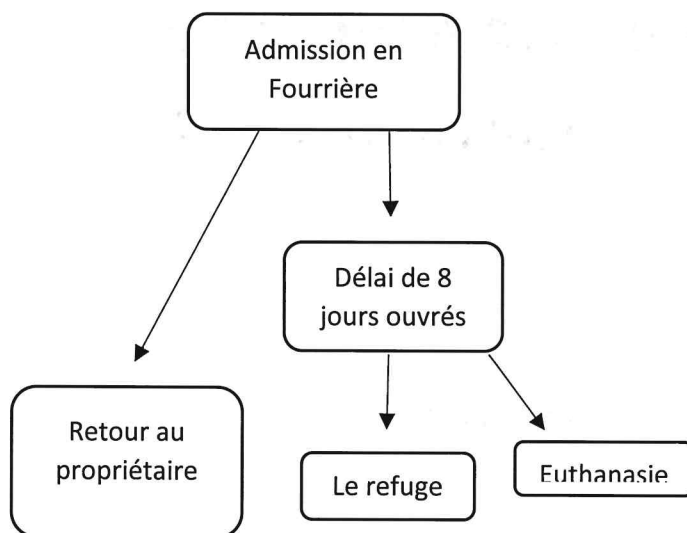 Admission en
Fourrière
Délai de 8
jours ouvrés
Retour au
propriétaire
Le refuge
Euthanasie